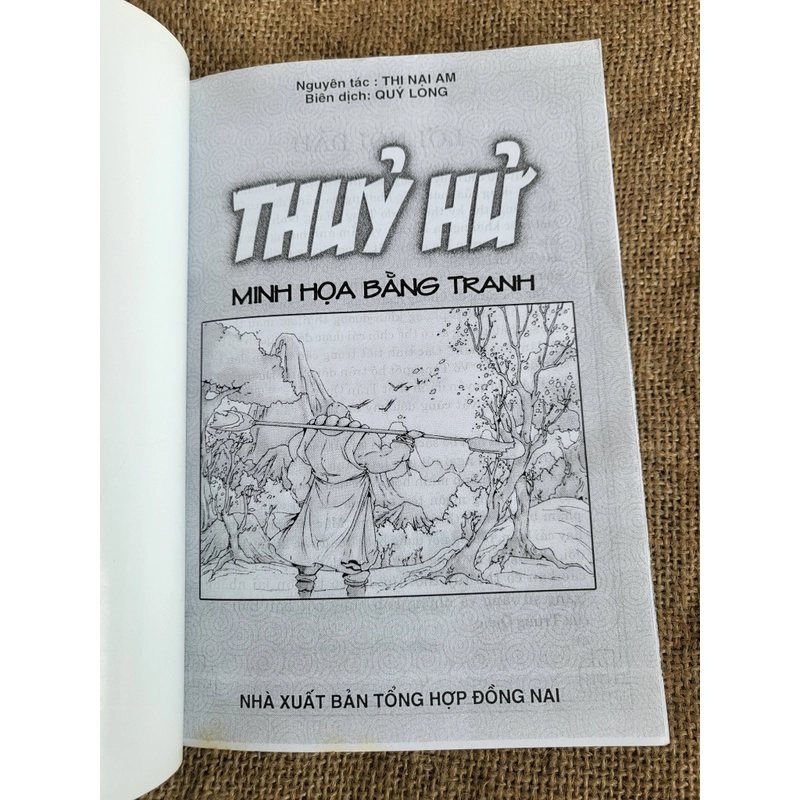 Nguyên tác : THI NẠI AM
Biên dịch: QUÝ LONG
THUỶ HỬ
MINH HỌA BẰNG TRANH
NHÀ XUẤT BẢN TỔNG HỢP ĐỒNG NAI